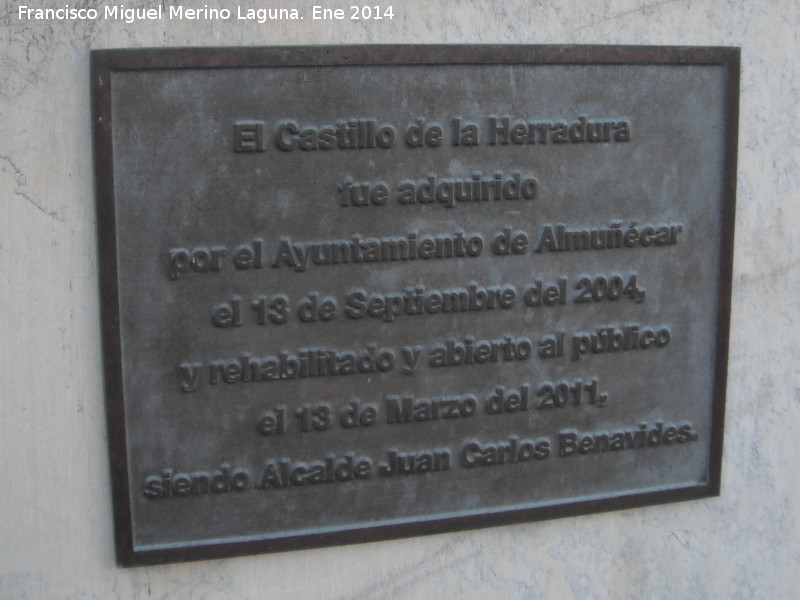 Francisco Miguel Merino Laguna. Ene 2014
El Castillo de la Herradura
fue adquirido
por el Ayuntamiento de Almuñécar
el 13 de Septiembre del 2004,
y rehabilitado y abierto al público
el 13 de Marzo del 2011,
siendo Alcalde Juan Carlos Benavides.